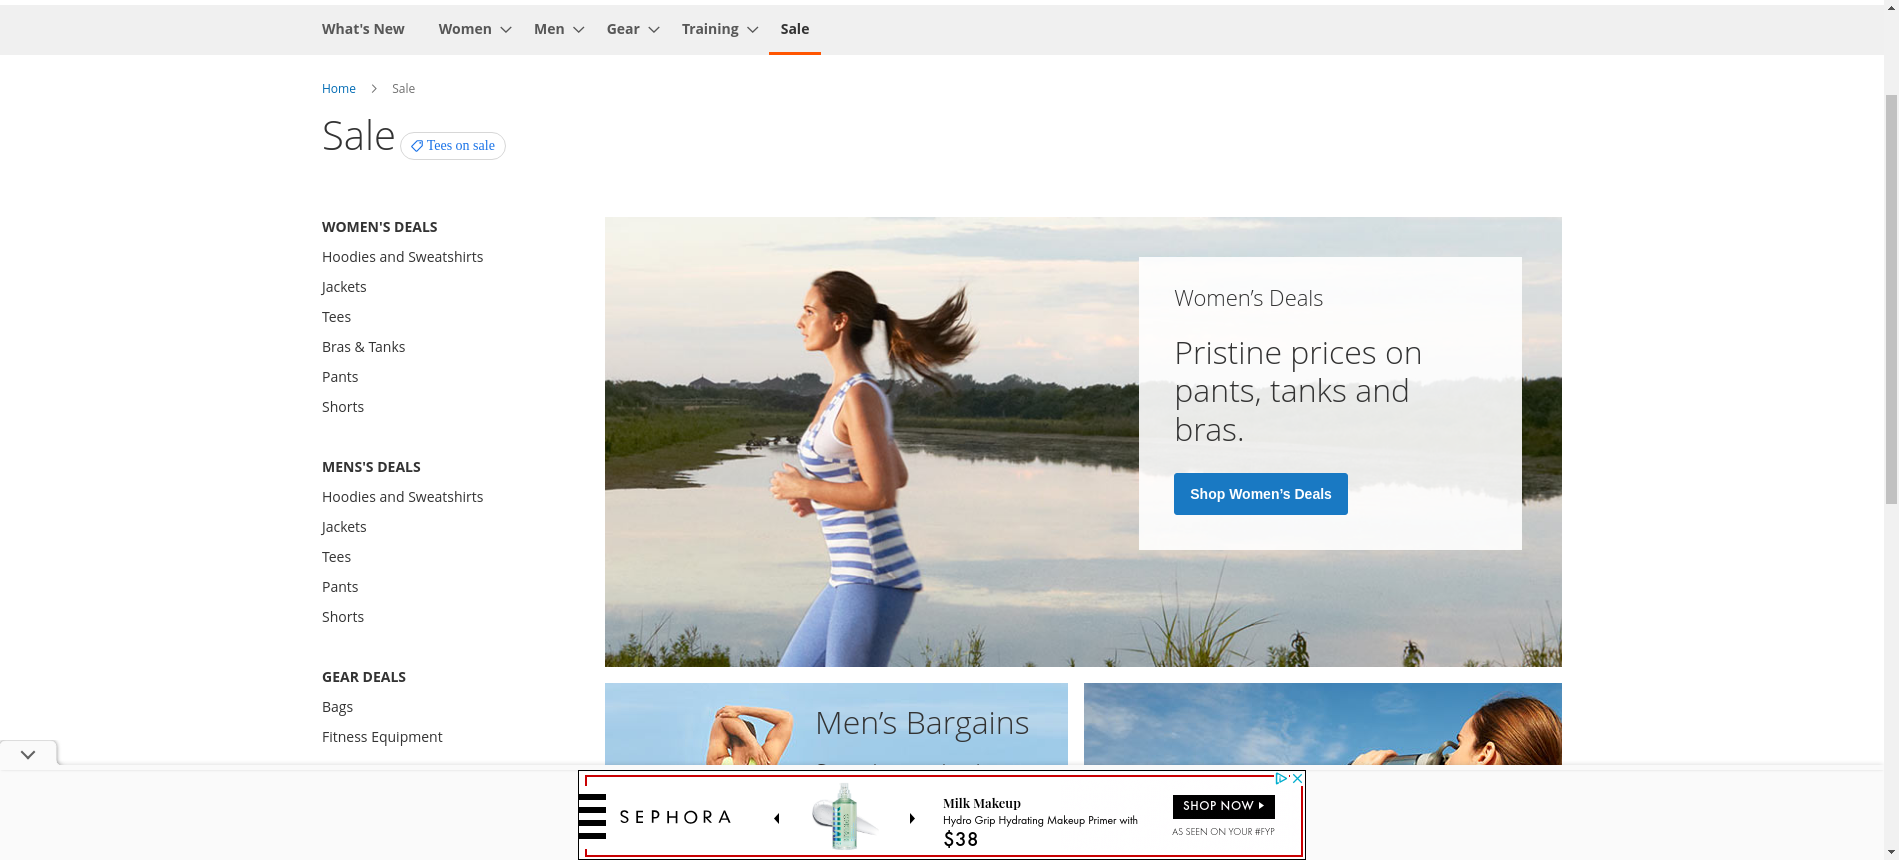 What's New
Women
Men
Gear
Training
Sale
Home
Sale
Sale
Tees on sale
WOMEN'S DEALS
Hoodies and Sweatshirts
Jackets
Tees
Bras & Tanks
Pants
Shorts
MENS'S DEALS
Hoodies and Sweatshirts
Jackets
Tees
Pants
Shorts
GEAR DEALS
Bags
Fitness Equipment
Women’s Deals
Pristine prices on
pants, tanks and
bras.
Shop Women’s Deals
Men’s Bargains
SEPHORA
Milk Makeup
Hydro Grip Hydrating Makeup Primer with
$38
SHOP NOW
AS SEEN ON YOUR #FYP